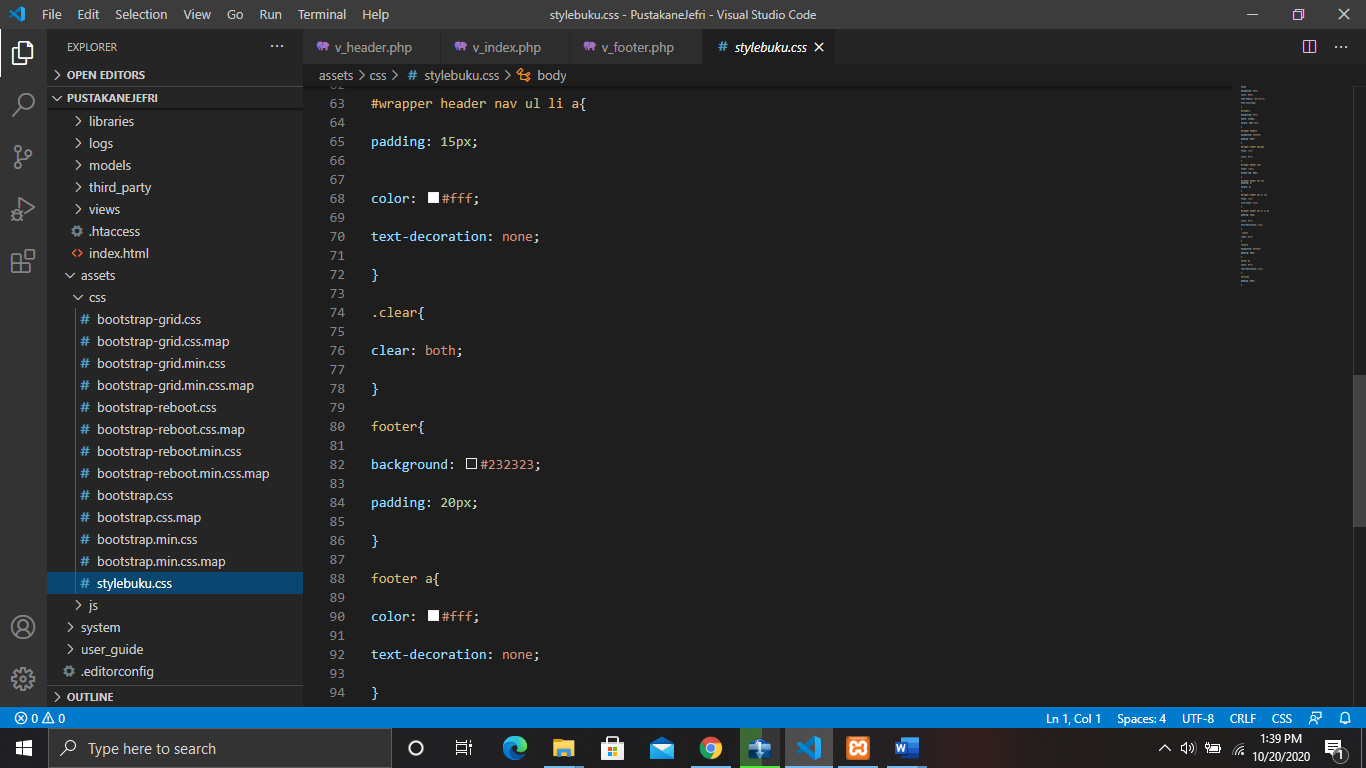 File Edit Selection View Go Run Terminal Help stylebuku.css - PustakaneJefri - Visual Studio Code
EXPLORER ··· v_header.php v_index.php v_footer.php # stylebuku.css
OPEN EDITORS
assets > css > # stylebuku.css > body
PUSTAKANEJEFRI
libraries
logs
models
third_party
views
.htaccess
<> index.html
assets
css
# bootstrap-grid.css
# bootstrap-grid.css.map
# bootstrap-grid.min.css
# bootstrap-grid.min.css.map
# bootstrap-reboot.css
# bootstrap-reboot.css.map
# bootstrap-reboot.min.css
# bootstrap-reboot.min.css.map
# bootstrap.css
# bootstrap.css.map
# bootstrap.min.css
# bootstrap.min.css.map
# stylebuku.css
js
system
user_guide
.editorconfig
OUTLINE
62
63 #wrapper header nav ul li a{
64
65 padding: 15px;
66
67
68 color: #fff;
69
70 text-decoration: none;
71
72 }
73
74 .clear{
75
76 clear: both;
77
78 }
79
80 footer{
81
82 background: #232323;
83
84 padding: 20px;
85
86 }
87
88 footer a{
89
90 color: #fff;
91
92 text-decoration: none;
93
94 }
0 0 Ln 1, Col 1 Spaces: 4 UTF-8 CRLF CSS
Type here to search
1:39 PM
10/20/2020
1